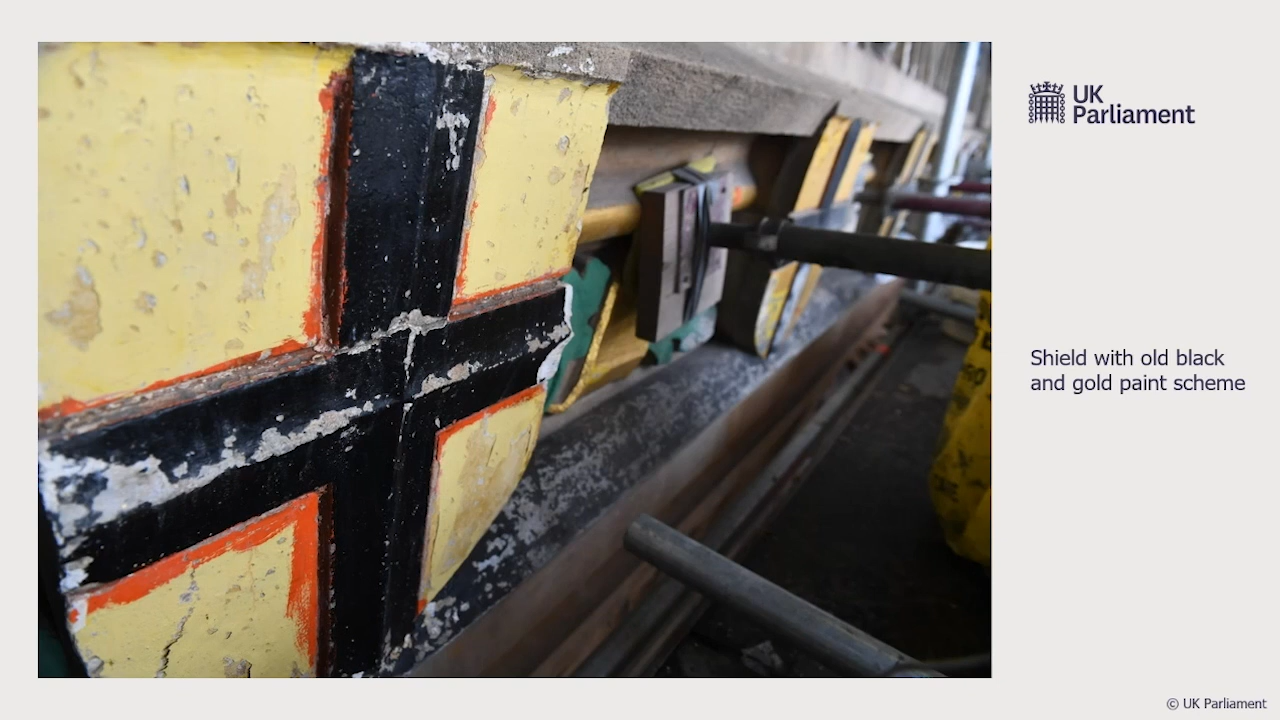 UK
Parliament
Shield with old black
and gold paint scheme
© UK Parliament